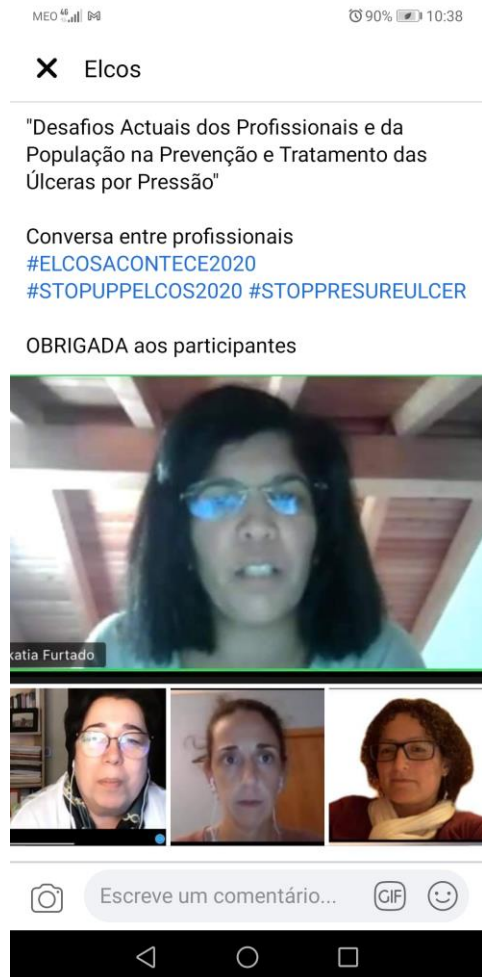 MEO 4G 90% 10:38
Elcos
"Desafios Actuais dos Profissionais e da
População na Prevenção e Tratamento das
Úlceras por Pressão"
Conversa entre profissionais
#ELCOSACONTECE2020
#STOPUPPELCOS2020 #STOPPRESUREULCER
OBRIGADA aos participantes
katia Furtado
Escreve um comentário... GIF